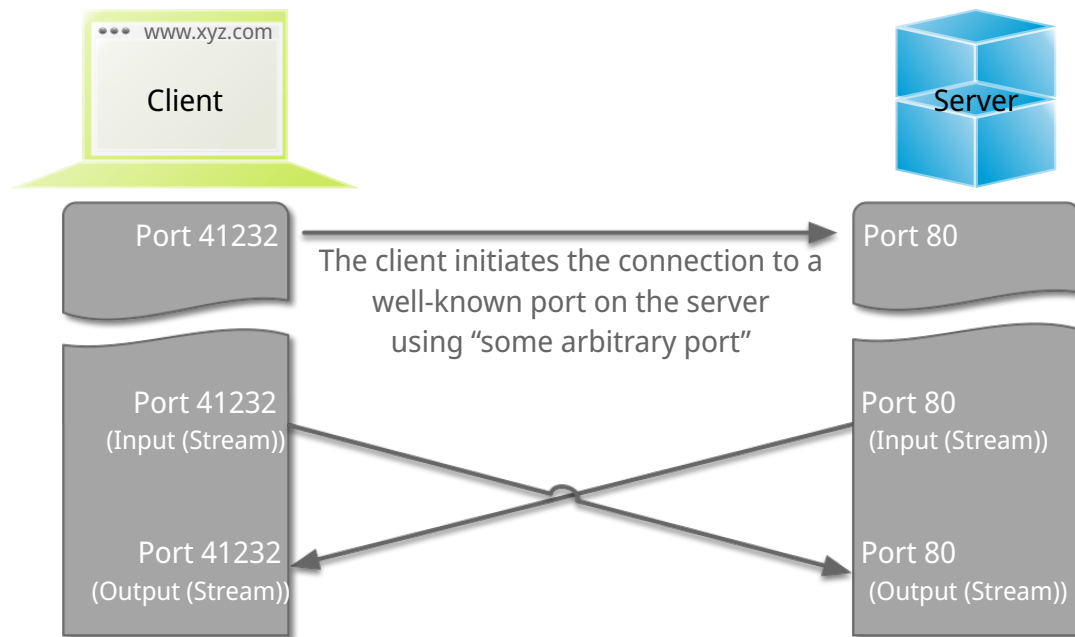 www.xyz.com
Client
Server
Port 41232
Port 80
The client initiates the connection to a
well-known port on the server
using “some arbitrary port”
Port 41232
(Input (Stream))
Port 80
(Input (Stream))
Port 41232
(Output (Stream))
Port 80
(Output (Stream))